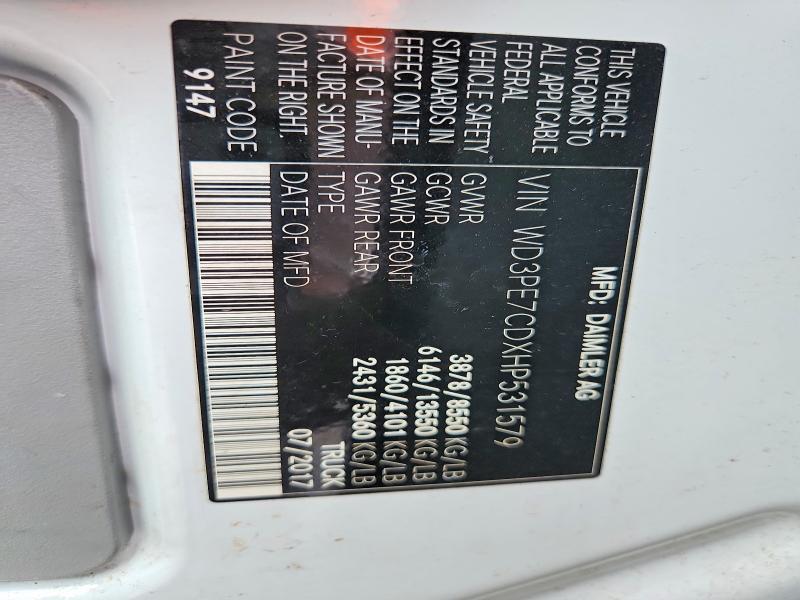 MFD: DAIMLER AG
VIN WD3PE7CDXHP531579
THIS VEHICLE
CONFORMS TO
ALL APPLICABLE
FEDERAL
VEHICLE SAFETY
STANDARDS IN
EFFECT ON THE
DATE OF MANU-
FACTURE SHOWN
ON THE RIGHT.
GVWR 3878/8550 KG/LB
GCWR 6146/13550 KG/LB
GAWR FRONT 1860/4101 KG/LB
GAWR REAR 2431/5360 KG/LB
TYPE TRUCK
DATE OF MFD 07/2017
PAINT CODE
9147